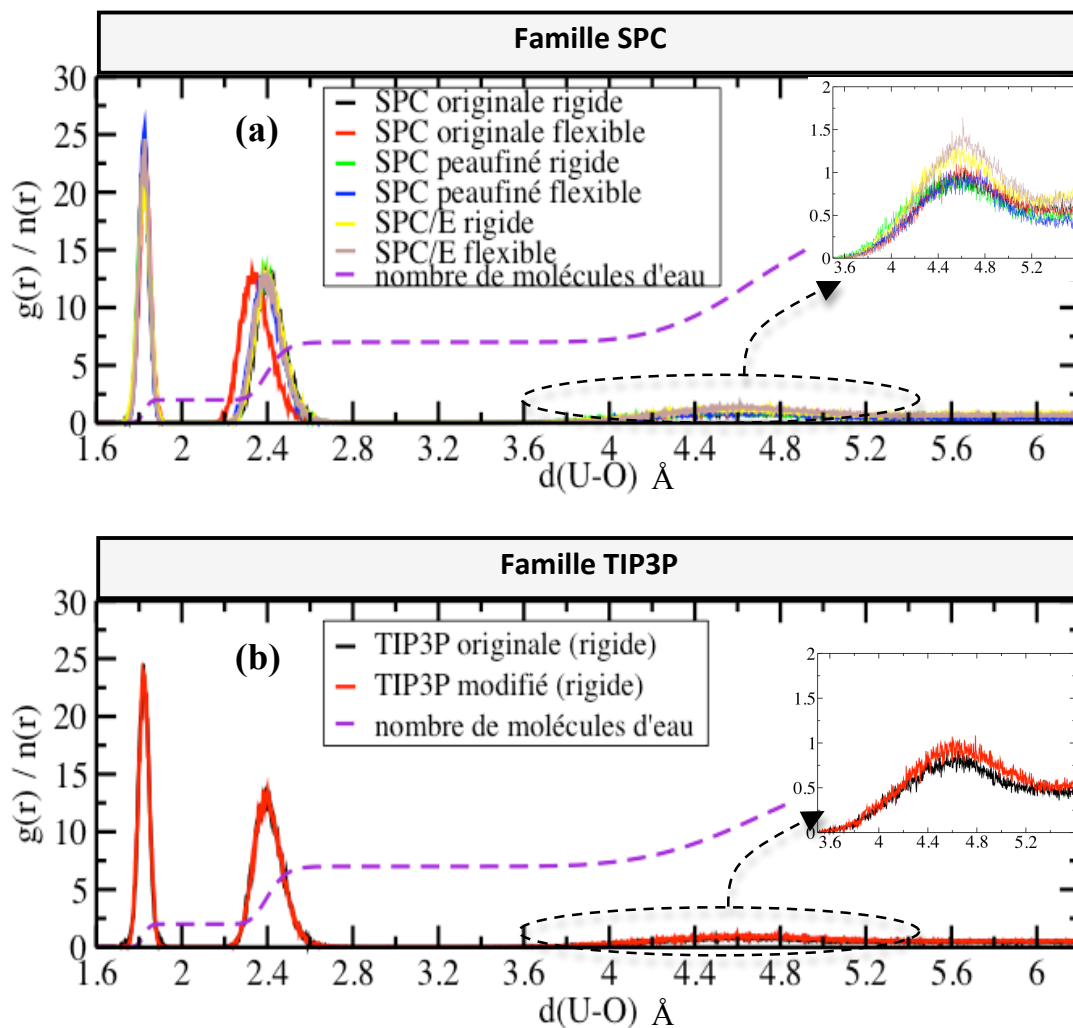 Famille SPC
30
25
20
15
10
5
0
g(r) / n(r)
(a)
SPC originale rigide
SPC originale flexible
SPC peaufiné rigide
SPC peaufiné flexible
SPC/E rigide
SPC/E flexible
nombre de molécules d'eau
2
1.5
1
0.5
0
3.6 4 4.4 4.8 5.2
1.6 2 2.4 2.8 3.2 3.6 4 4.4 4.8 5.2 5.6 6
d(U-O) Å
Famille TIP3P
30
25
20
15
10
5
0
g(r) / n(r)
(b)
TIP3P originale (rigide)
TIP3P modifié (rigide)
nombre de molécules d'eau
2
1.5
1
0.5
0
4 4.4 4.8 5.2
1.6 2 2.4 2.8 3.2 3.6 4 4.4 4.8 5.2 5.6 6
d(U-O) Å